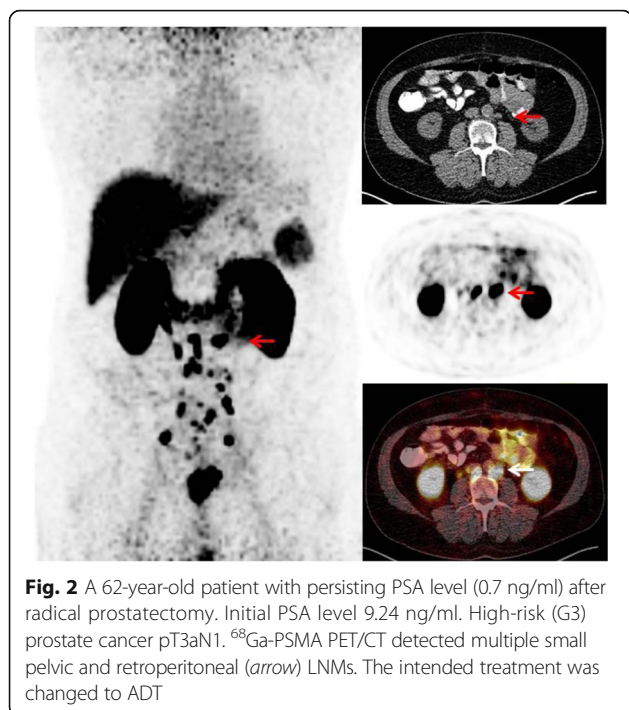 Fig. 2 A 62-year-old patient with persisting PSA level (0.7 ng/ml) after
radical prostatectomy. Initial PSA level 9.24 ng/ml. High-risk (G3)
prostate cancer pT3aN1. ⁶⁸Ga-PSMA PET/CT detected multiple small
pelvic and retroperitoneal (arrow) LNMs. The intended treatment was
changed to ADT